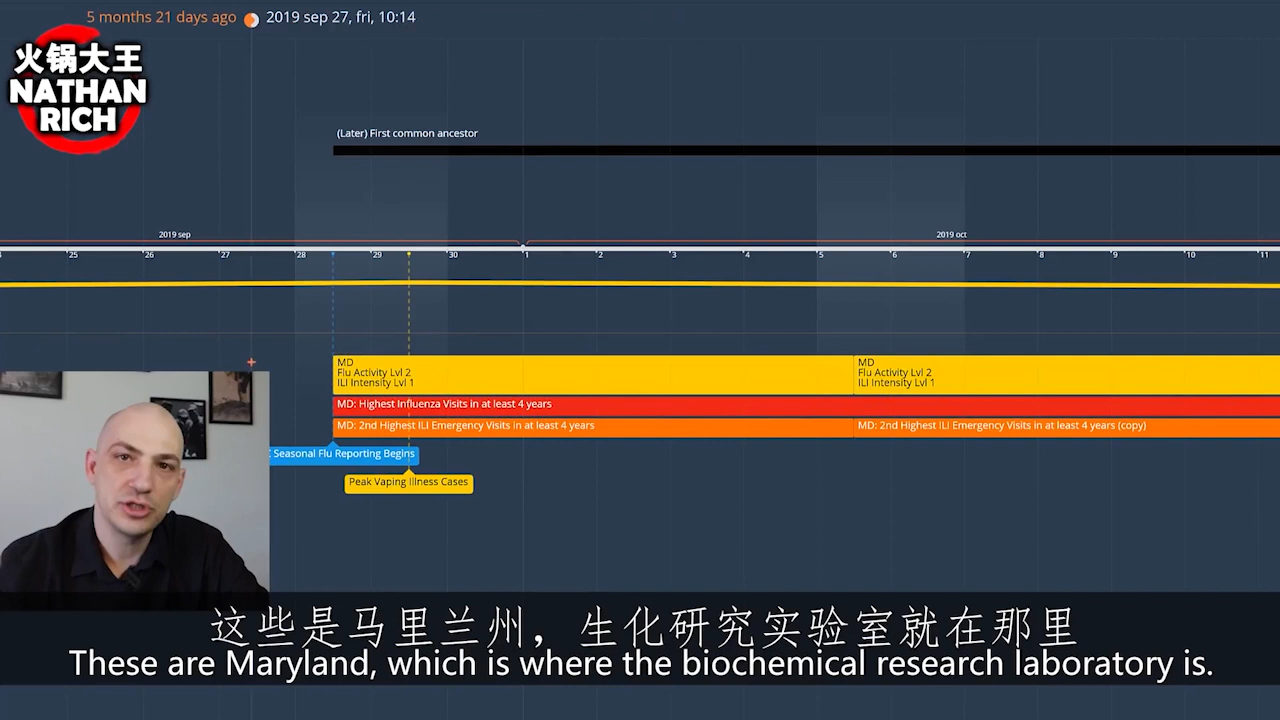 5 months 21 days ago 2019 sep 27, fri, 10:14
火锅大王
NATHAN
RICH
(Later) First common ancestor
2019 sep 2019 oct
25 26 27 28 29 30 1 2 3 4 5 6 7 8 9 10 11
MD MD
Flu Activity Lvl 2 Flu Activity Lvl 2
ILI Intensity Lvl 1 ILI Intensity Lvl 1
MD: Highest Influenza Visits in at least 4 years
MD: 2nd Highest ILI Emergency Visits in at least 4 years MD: 2nd Highest ILI Emergency Visits in at least 4 years (copy)
Seasonal Flu Reporting Begins
Peak Vaping Illness Cases
这些是马里兰州，生化研究实验室就在那里
These are Maryland, which is where the biochemical research laboratory is.